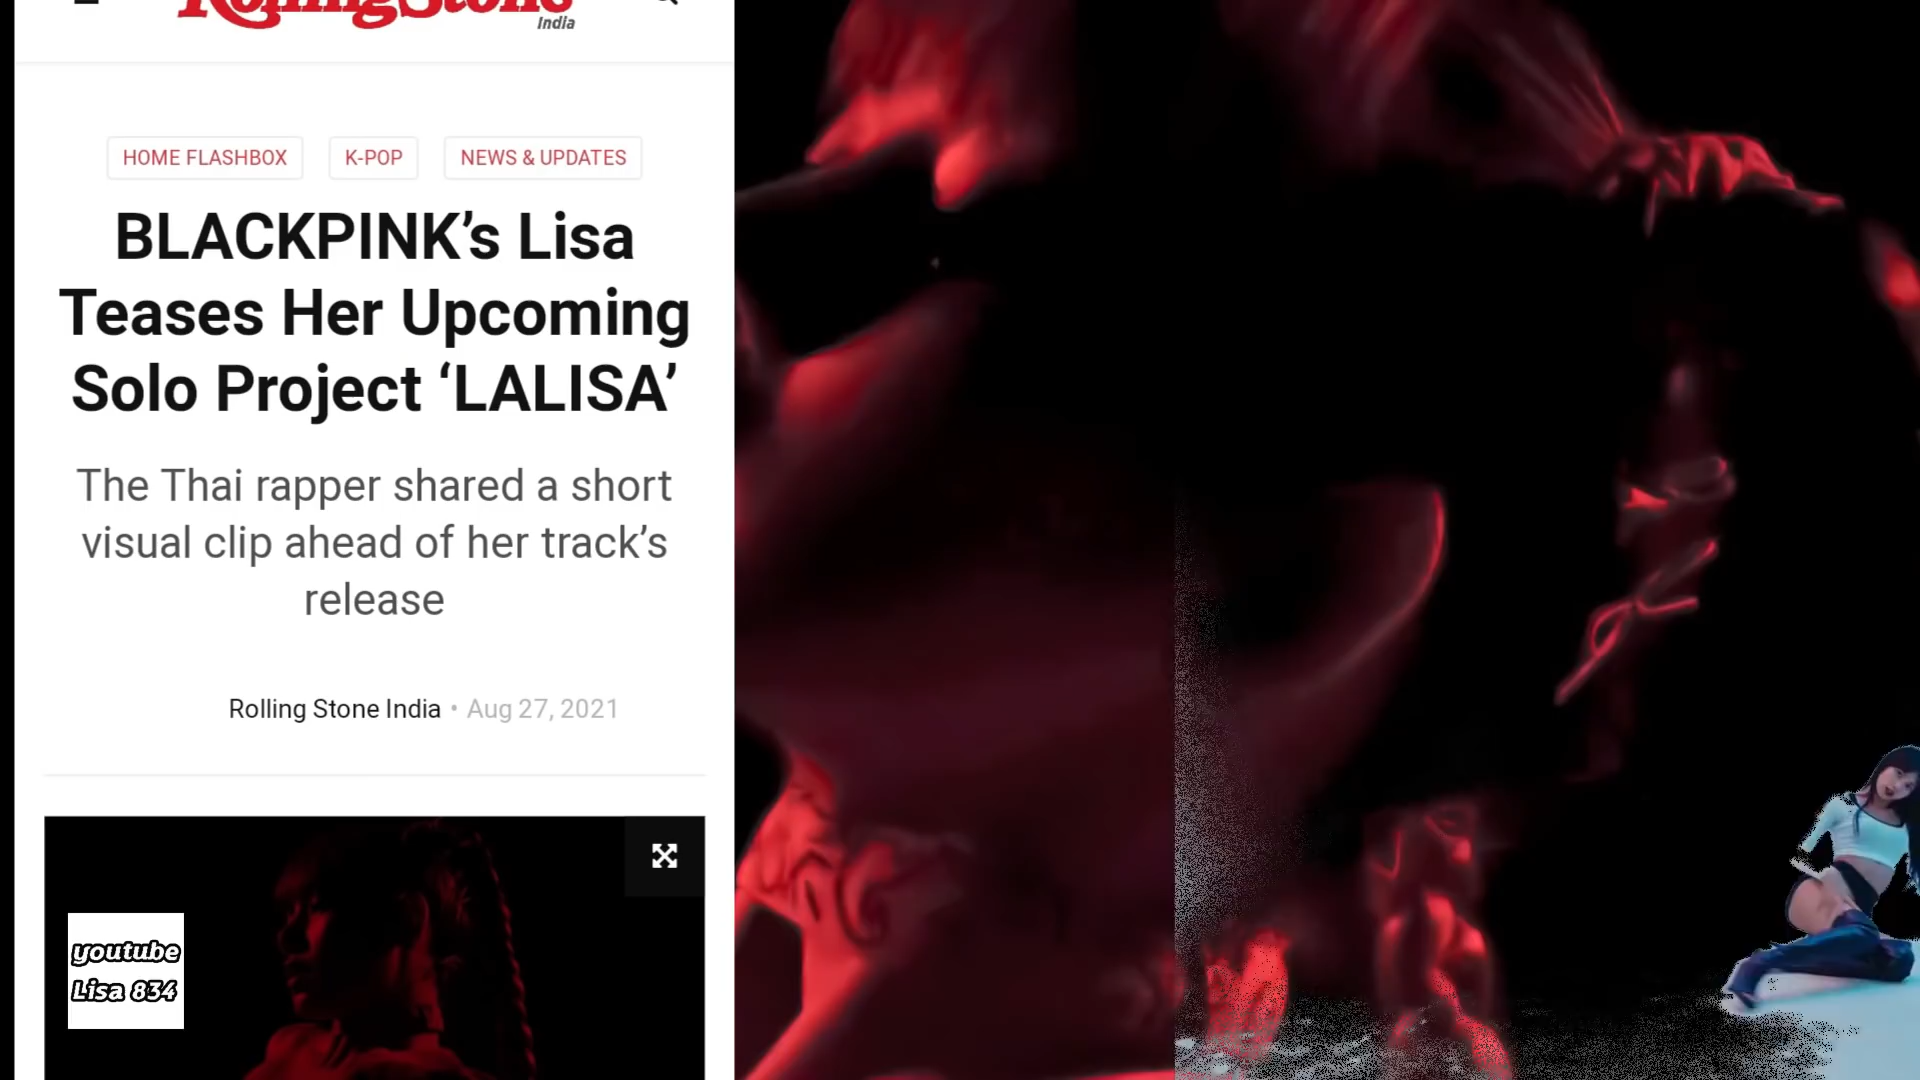 RollingStone
India
HOME FLASHBOX K-POP NEWS & UPDATES
BLACKPINK’s Lisa
Teases Her Upcoming
Solo Project ‘LALISA’
The Thai rapper shared a short
visual clip ahead of her track’s
release
Rolling Stone India • Aug 27, 2021
youtube
Lisa 834